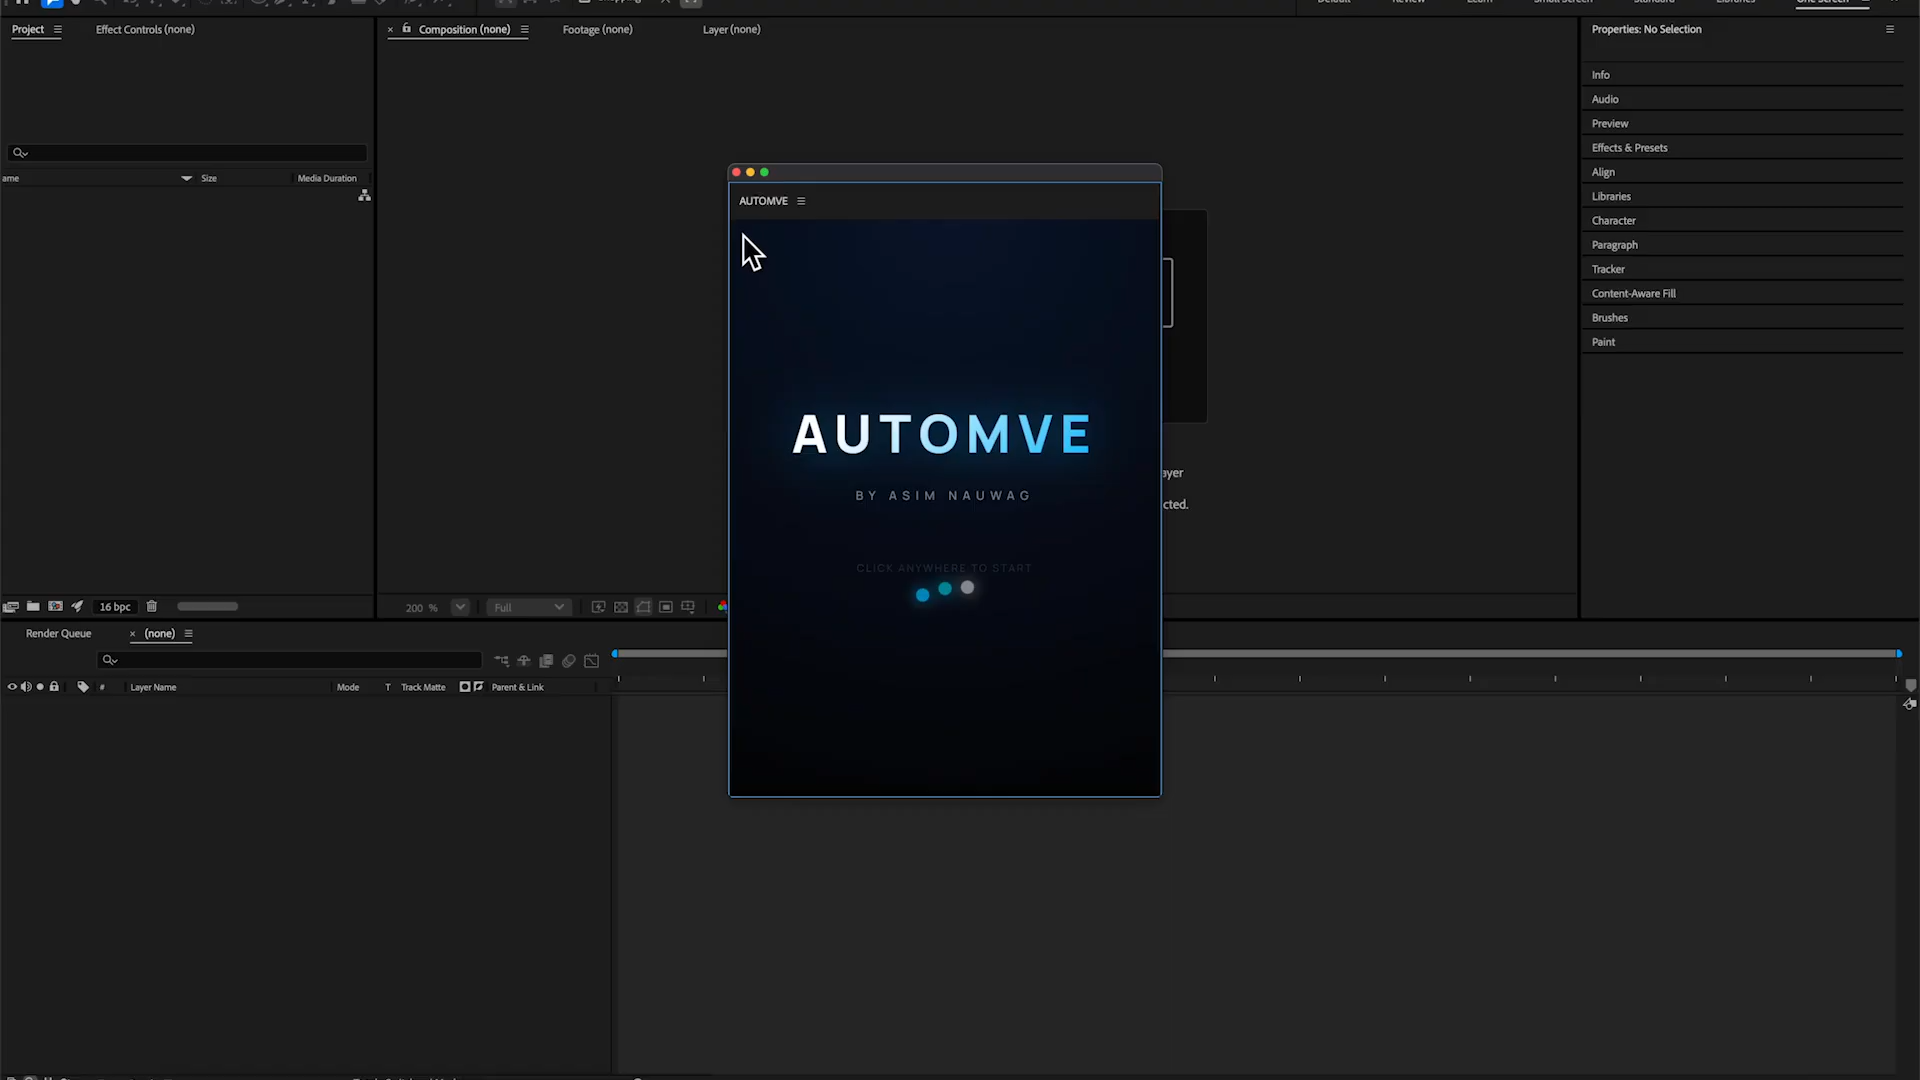 Project
Effect Controls (none)
Composition (none)
Footage (none)
Layer (none)
Properties: No Selection
Info
Audio
Preview
Effects & Presets
Align
Libraries
Character
Paragraph
Tracker
Content-Aware Fill
Brushes
Paint
ame
Size
Media Duration
AUTOMVE
AUTOMVE
BY ASIM NAUWAG
CLICK ANYWHERE TO START
ayer
cted.
16 bpc
200 %
Full
Render Queue
(none)
#
Layer Name
Mode
T
Track Matte
Parent & Link